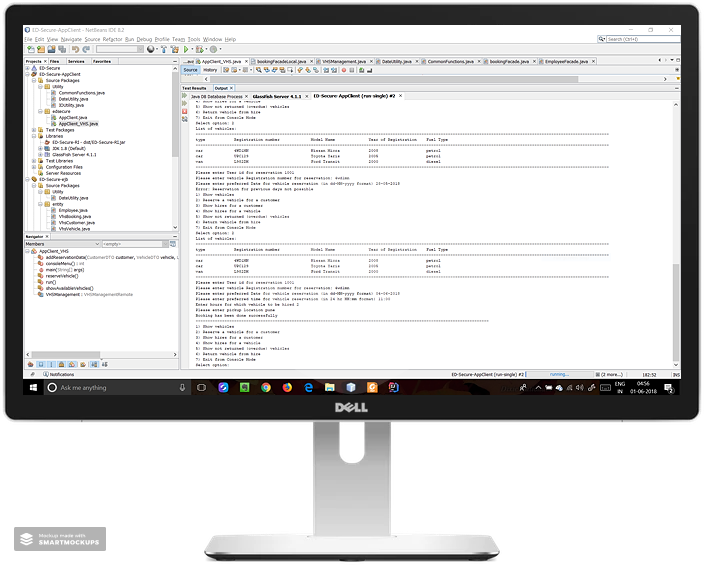 ED-Secure-AppClient - NetBeans IDE 8.2
File Edit View Navigate Source Refactor Run Debug Profile Team Tools Window Help
Search (Ctrl+I)
Projects Files Services Favorites
ED-Secure
ED-Secure-AppClient
Source Packages
Utility
CommonFunctions.java
DateUtility.java
IOUtility.java
edsecure
AppClient.java
AppClient_VHS.java
Test Packages
Libraries
ED-Secure-RI - dist/ED-Secure-RI.jar
JDK 1.8 (Default)
GlassFish Server 4.1.1
Test Libraries
Configuration Files
Server Resources
ED-Secure-ejb
Source Packages
Utility
DateUtility.java
entity
Employee.java
VhsBooking.java
VhsCustomer.java
VhsVehicle.java
Navigator
Members <empty>
AppClient_VHS
addReservationData(CustomerDTO customer, VehicleDTO vehicle,
consoleMenu() : int
main(String[] args)
reserveVehicle()
run()
showAvailableVehicles()
VHSManagement : VHSManagementRemote
AppClient_VHS.java bookingFacadeLocal.java VHSManagement.java DateUtility.java CommonFunctions.java bookingFacade.java EmployeeFacade.java
Source History
Test Results Output
Java DB Database Process GlassFish Server 4.1.1 ED-Secure-AppClient (run-single) #2
4) Show hires for a vehicle
5) Show not returned (overdue) vehicles
6) Return vehicle from hire
7) Exit from Console Mode
Select option: 2
List of vehicles:
type Registration number Model Name Year of Registration Fuel Type
car Nissan Micra 2008 petrol
car Toyota Yaris 2008 petrol
van Ford Transit 2008 diesel
Please enter User id for reservation 1001
Please enter vehicle Registration number for reservation:
Please enter preferred Date for vehicle reservation (in dd-MM-yyyy format) 28-05-2018
Error: Reservation for previous days not possible
1) Show vehicles
2) Reserve a vehicle for a customer
3) Show hires for a customer
4) Show hires for a vehicle
5) Show not returned (overdue) vehicles
6) Return vehicle from hire
7) Exit from Console Mode
Select option: 2
List of vehicles:
type Registration number Model Name Year of Registration Fuel Type
car Nissan Micra 2008 petrol
car Toyota Yaris 2008 petrol
van Ford Transit 2008 diesel
Please enter User id for reservation 1001
Please enter vehicle Registration number for reservation:
Please enter preferred Date for vehicle reservation (in dd-MM-yyyy format)
Please enter preferred time for vehicle reservation (in 24 hr HH:mm format)
Enter hours for which vehicle to be hired 2
Please enter pickup location pune
Booking has been done successfully
1) Show vehicles
2) Reserve a vehicle for a customer
3) Show hires for a customer
4) Show hires for a vehicle
5) Show not returned (overdue) vehicles
6) Return vehicle from hire
7) Exit from Console Mode
Select option:
Notifications
ED-Secure-AppClient (run-single) #2 running... (2 more...) 182:52 INS
Ask me anything
ENG
IN
04:56
01-06-2018
DELL
Mockup made with
SMARTMOCKUPS